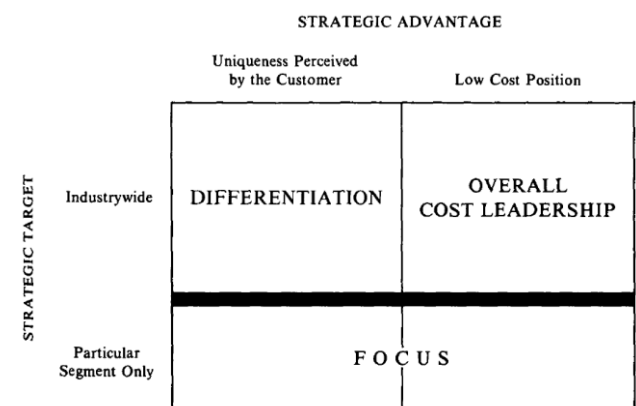 STRATEGIC ADVANTAGE
Uniqueness Perceived
by the Customer
Low Cost Position
STRATEGIC TARGET
Industrywide
DIFFERENTIATION
OVERALL
COST LEADERSHIP
Particular
Segment Only
FOCUS